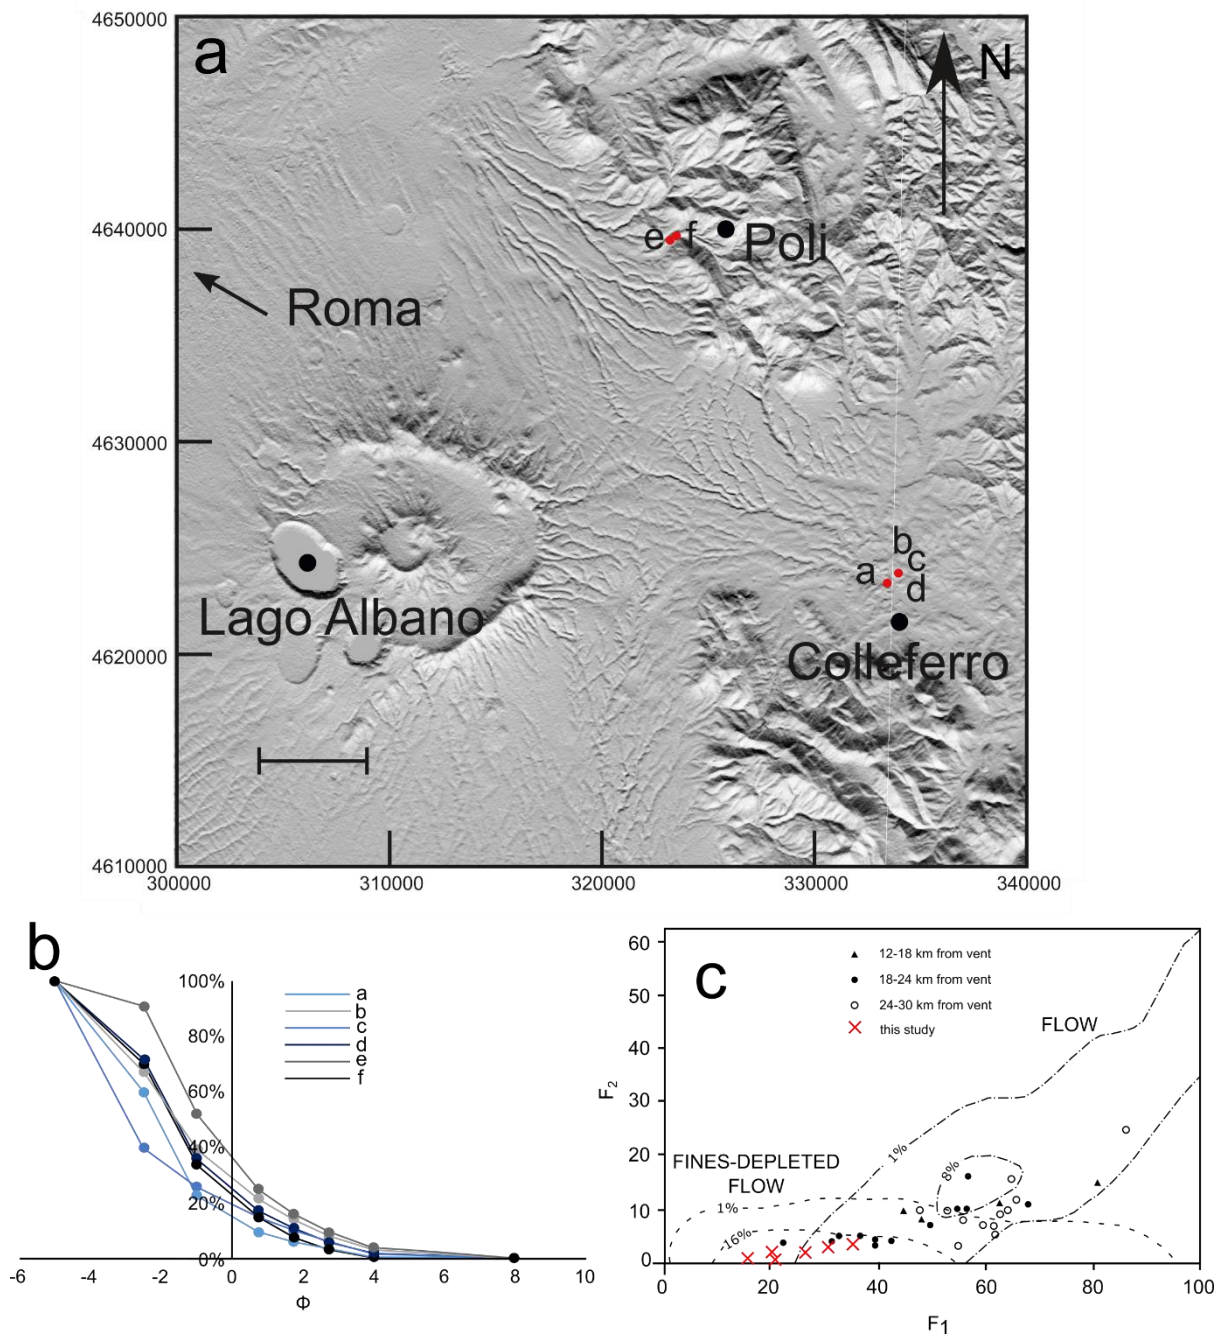 4650000
a
N
4640000
e f Poli
Roma
4630000
b
a c
d
Lago Albano
4620000
Colleferro
4610000
300000 310000 320000 330000 340000
b
100%
80%
60%
40%
20%
0%
a
b
c
d
e
f
-6 -4 -2 0 2 4 6 8 10
Φ
c
60
50
40
30
20
10
0
F2
12-18 km from vent
18-24 km from vent
24-30 km from vent
this study
FLOW
1%
8%
FINES-DEPLETED
FLOW
1%
16%
0 20 40 60 80 100
F1